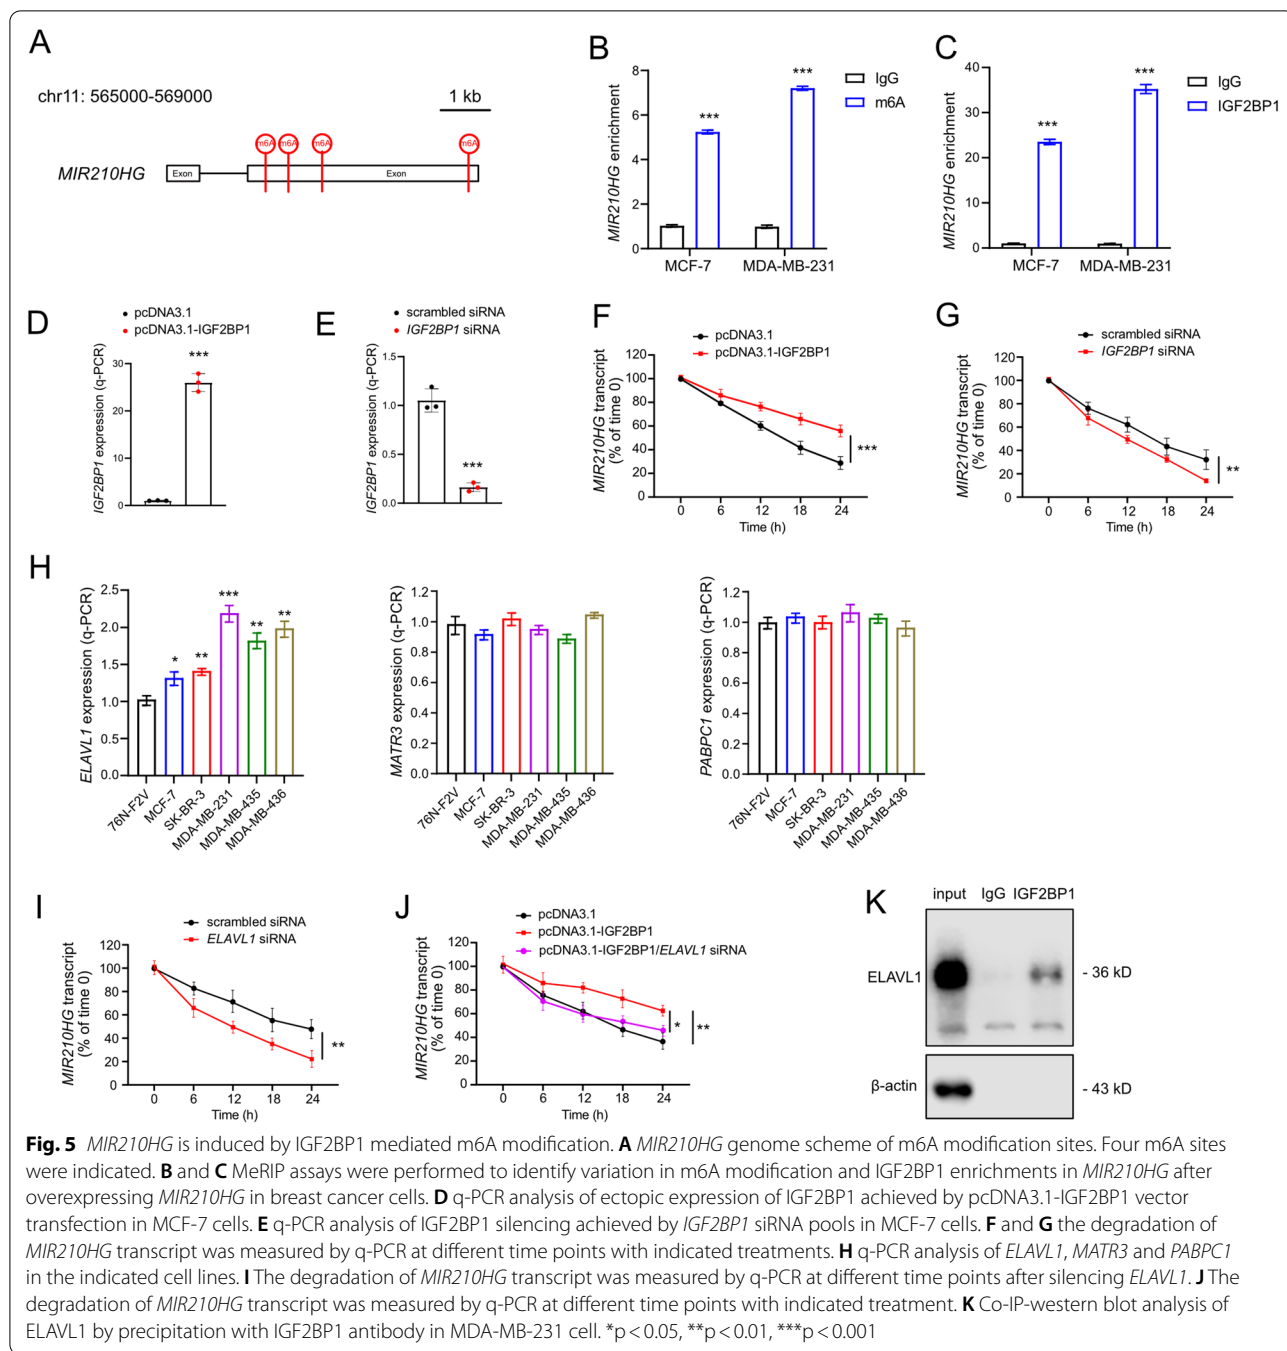 A
chr11: 565000-569000
1 kb
m6A m6A m6A m6A
MIR210HG
Exon
Exon
B
MIR210HG enrichment
8
6
4
2
0
IgG
m6A
***
***
MCF-7 MDA-MB-231
C
MIR210HG enrichment
40
30
20
10
0
IgG
IGF2BP1
***
***
MCF-7 MDA-MB-231
D
pcDNA3.1
pcDNA3.1-IGF2BP1
IGF2BP1 expression (q-PCR)
30
20
10
0
***
E
scrambled siRNA
IGF2BP1 siRNA
IGF2BP1 expression (q-PCR)
1.5
1.0
0.5
0.0
***
F
pcDNA3.1
pcDNA3.1-IGF2BP1
MIR210HG transcript
(% of time 0)
120
100
80
60
40
20
0
***
0 6 12 18 24
Time (h)
G
scrambled siRNA
IGF2BP1 siRNA
MIR210HG transcript
(% of time 0)
120
100
80
60
40
20
0
**
0 6 12 18 24
Time (h)
H
ELAVL1 expression (q-PCR)
2.5
2.0
1.5
1.0
0.5
0.0
* ** *** ** **
76N-F2V MCF-7 SK-BR-3 MDA-MB-231 MDA-MB-435 MDA-MB-436
MATR3 expression (q-PCR)
1.2
1.0
0.8
0.6
0.4
0.2
0.0
76N-F2V MCF-7 SK-BR-3 MDA-MB-231 MDA-MB-435 MDA-MB-436
PABPC1 expression (q-PCR)
1.2
1.0
0.8
0.6
0.4
0.2
0.0
76N-F2V MCF-7 SK-BR-3 MDA-MB-231 MDA-MB-435 MDA-MB-436
I
scrambled siRNA
ELAVL1 siRNA
MIR210HG transcript
(% of time 0)
120
100
80
60
40
20
0
**
0 6 12 18 24
Time (h)
J
pcDNA3.1
pcDNA3.1-IGF2BP1
pcDNA3.1-IGF2BP1/ELAVL1 siRNA
MIR210HG transcript
(% of time 0)
120
100
80
60
40
20
0
* **
0 6 12 18 24
Time (h)
K
input IgG IGF2BP1
ELAVL1
- 36 kD
β-actin
- 43 kD
Fig. 5 MIR210HG is induced by IGF2BP1 mediated m6A modification. A MIR210HG genome scheme of m6A modification sites. Four m6A sites
were indicated. B and C MeRIP assays were performed to identify variation in m6A modification and IGF2BP1 enrichments in MIR210HG after
overexpressing MIR210HG in breast cancer cells. D q-PCR analysis of ectopic expression of IGF2BP1 achieved by pcDNA3.1-IGF2BP1 vector
transfection in MCF-7 cells. E q-PCR analysis of IGF2BP1 silencing achieved by IGF2BP1 siRNA pools in MCF-7 cells. F and G the degradation of
MIR210HG transcript was measured by q-PCR at different time points with indicated treatments. H q-PCR analysis of ELAVL1, MATR3 and PABPC1
in the indicated cell lines. I The degradation of MIR210HG transcript was measured by q-PCR at different time points after silencing ELAVL1. J The
degradation of MIR210HG transcript was measured by q-PCR at different time points with indicated treatment. K Co-IP-western blot analysis of
ELAVL1 by precipitation with IGF2BP1 antibody in MDA-MB-231 cell. *p < 0.05, **p < 0.01, ***p < 0.001